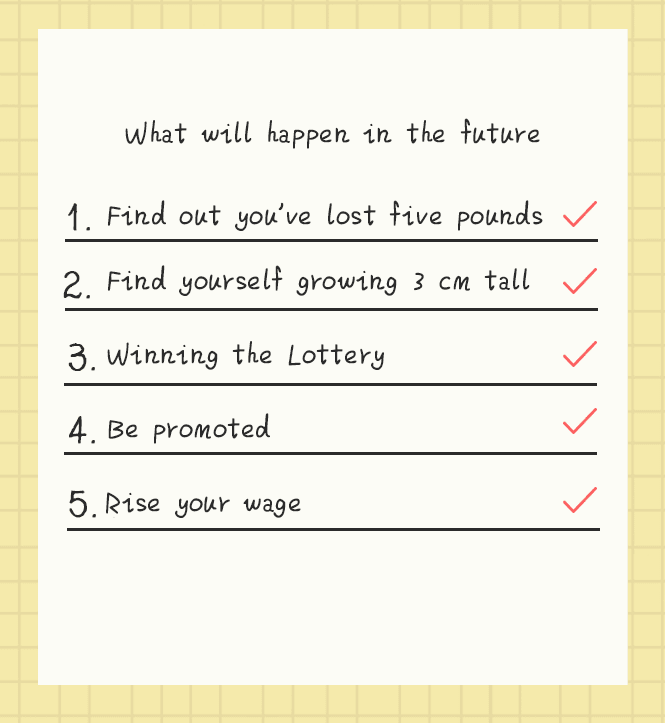 What will happen in the future
1. Find out you've lost five pounds
2. Find yourself growing 3 cm tall
3. Winning the Lottery
4. Be promoted
5. Rise your wage